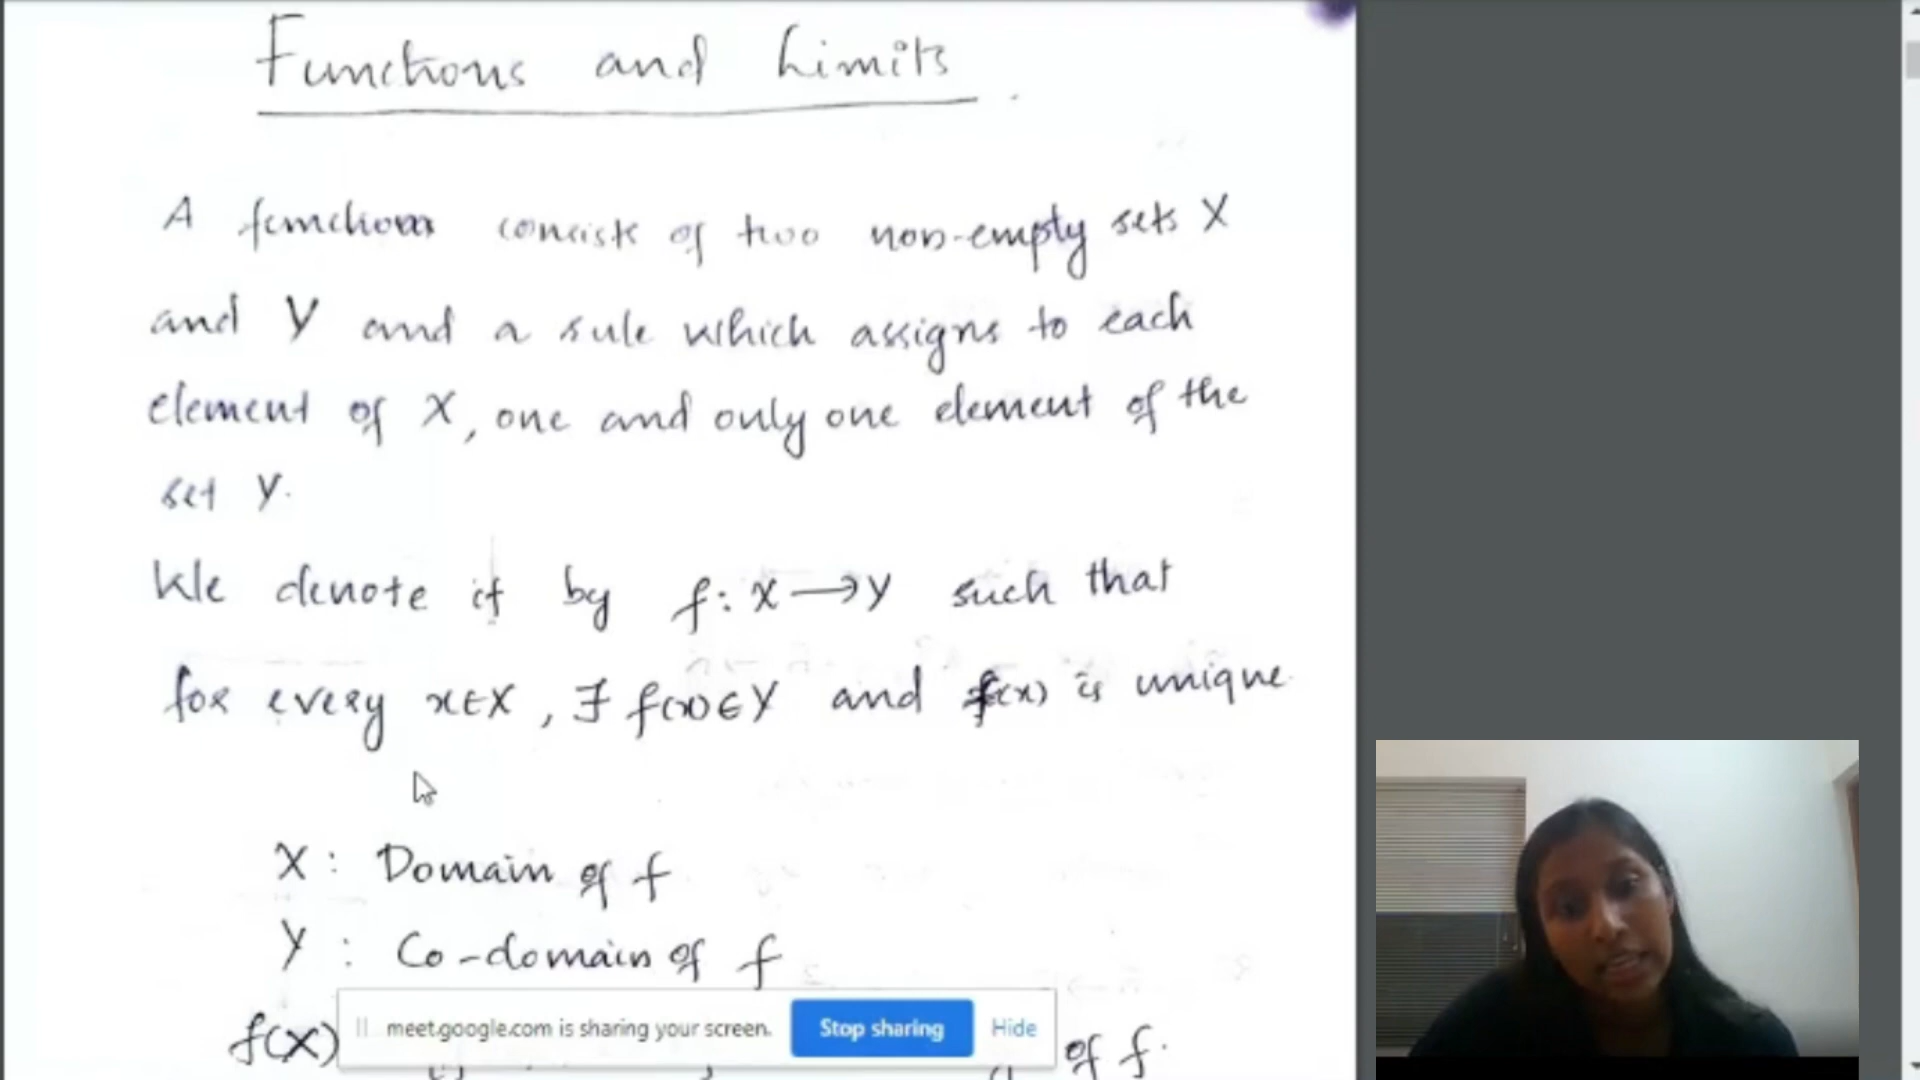 Functions and Limits
A function consists of two non-empty sets X
and Y and a rule which assigns to each
element of X, one and only one element of the
set Y.
We denote it by f: X → Y such that
for every x∈X, ∃ f(x)∈Y and f(x) is unique
X: Domain of f
Y: Co-domain of f
f(X) of f.
meet.google.com is sharing your screen. Stop sharing Hide